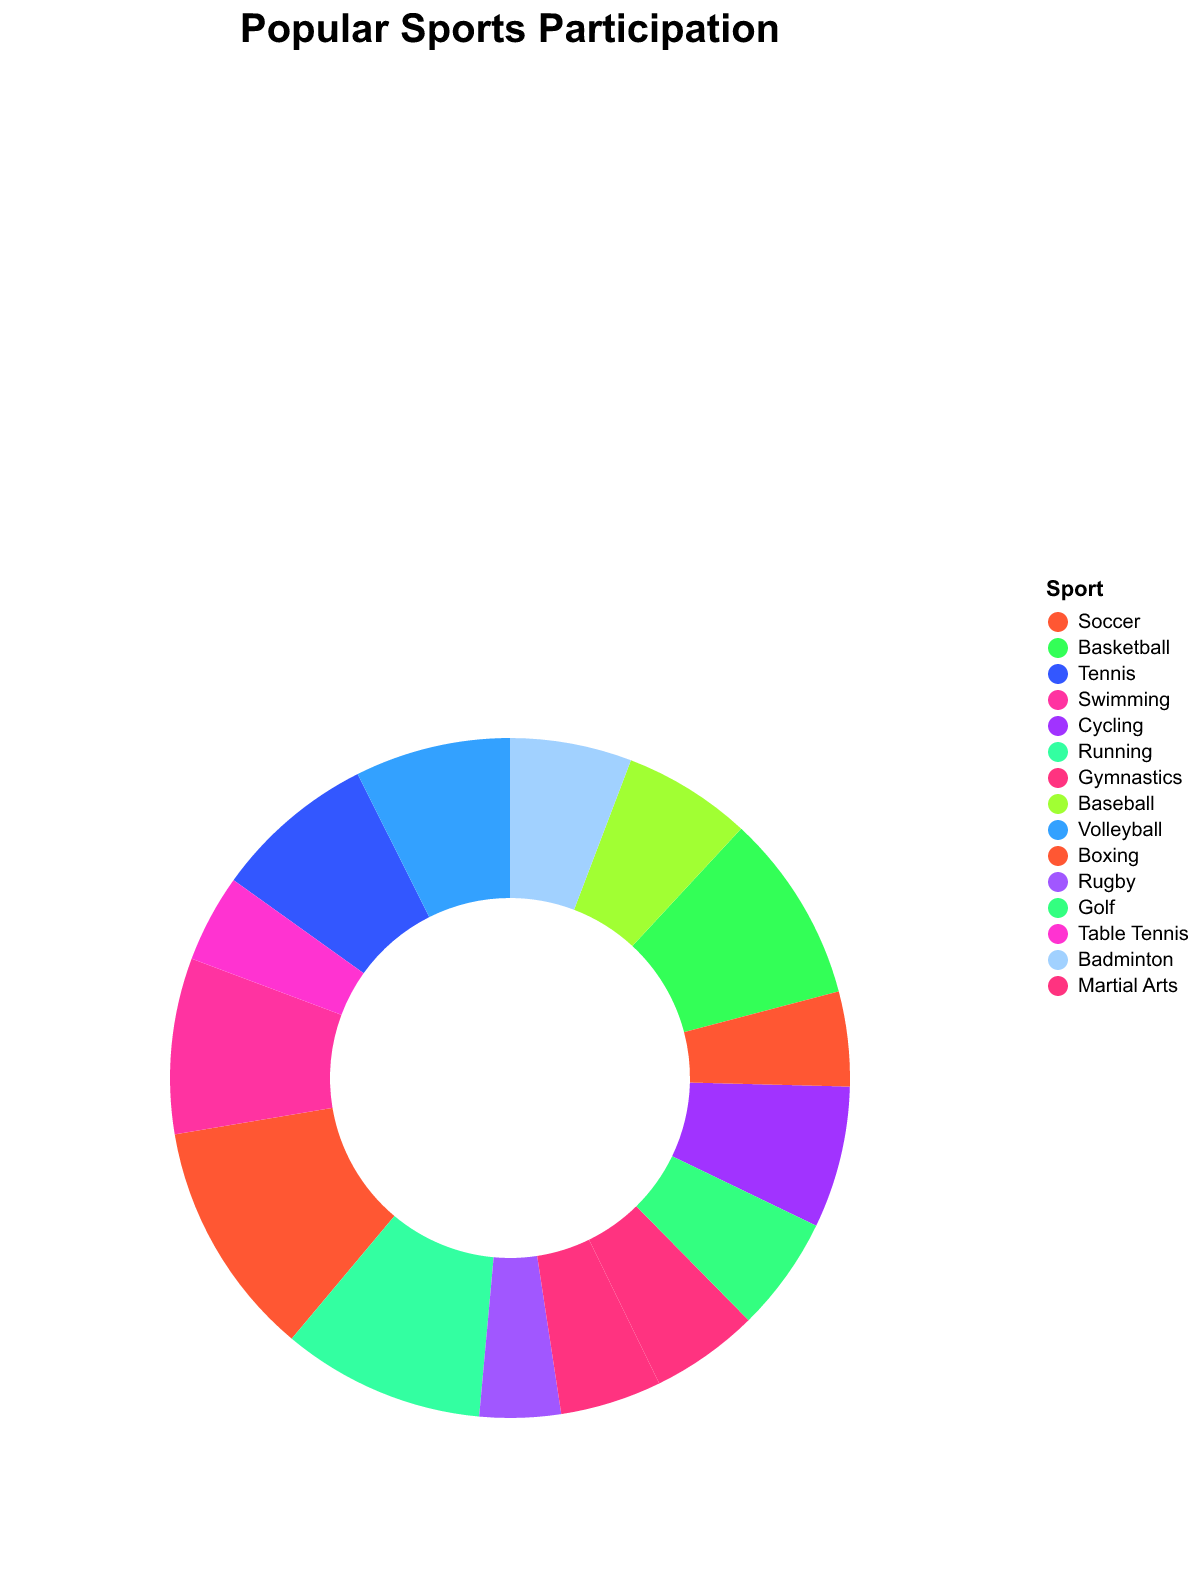 Popular Sports Participation
Sport
Soccer
Basketball
Tennis
Swimming
Cycling
Running
Gymnastics
Baseball
Volleyball
Boxing
Rugby
Golf
Table Tennis
Badminton
Martial Arts